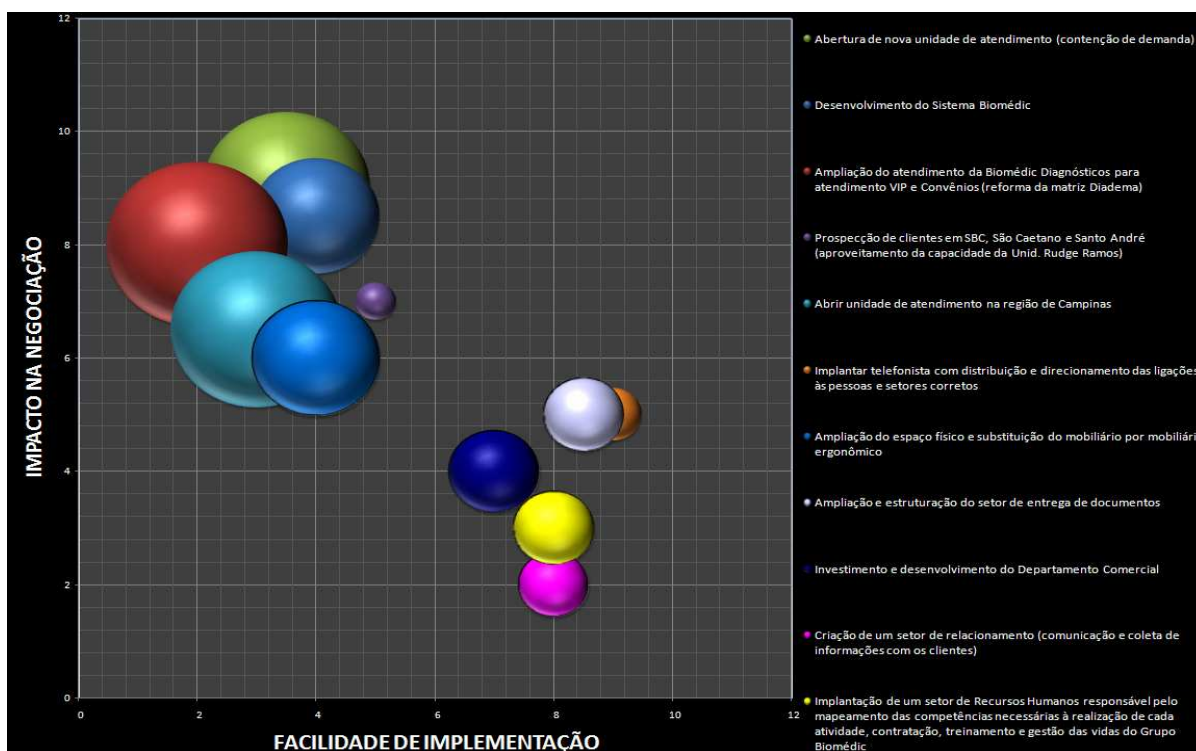 12
10
8
6
4
2
0
0
2
4
6
8
10
12
IMPACTO NA NEGOCIAÇÃO
FACILIDADE DE IMPLEMENTAÇÃO
Abertura de nova unidade de atendimento (contenção de demanda)
Desenvolvimento do Sistema Biomédic
Ampliação do atendimento da Biomédic Diagnósticos para
atendimento VIP e Convênios (reforma da matriz Diadema)
Prospecção de clientes em SBC, São Caetano e Santo André
(aproveitamento da capacidade da Unid. Rudge Ramos)
Abrir unidade de atendimento na região de Campinas
Implantar telefonista com distribuição e direcionamento das ligações
às pessoas e setores corretos
Ampliação do espaço físico e substituição do mobiliário por mobiliári
ergonômico
Ampliação e estruturação do setor de entrega de documentos
Investimento e desenvolvimento do Departamento Comercial
Criação de um setor de relacionamento (comunicação e coleta de
informações com os clientes)
Implantação de um setor de Recursos Humanos responsável pelo
mapeamento das competências necessárias à realização de cada
atividade, contratação, treinamento e gestão das vidas do Grupo
Biomédic